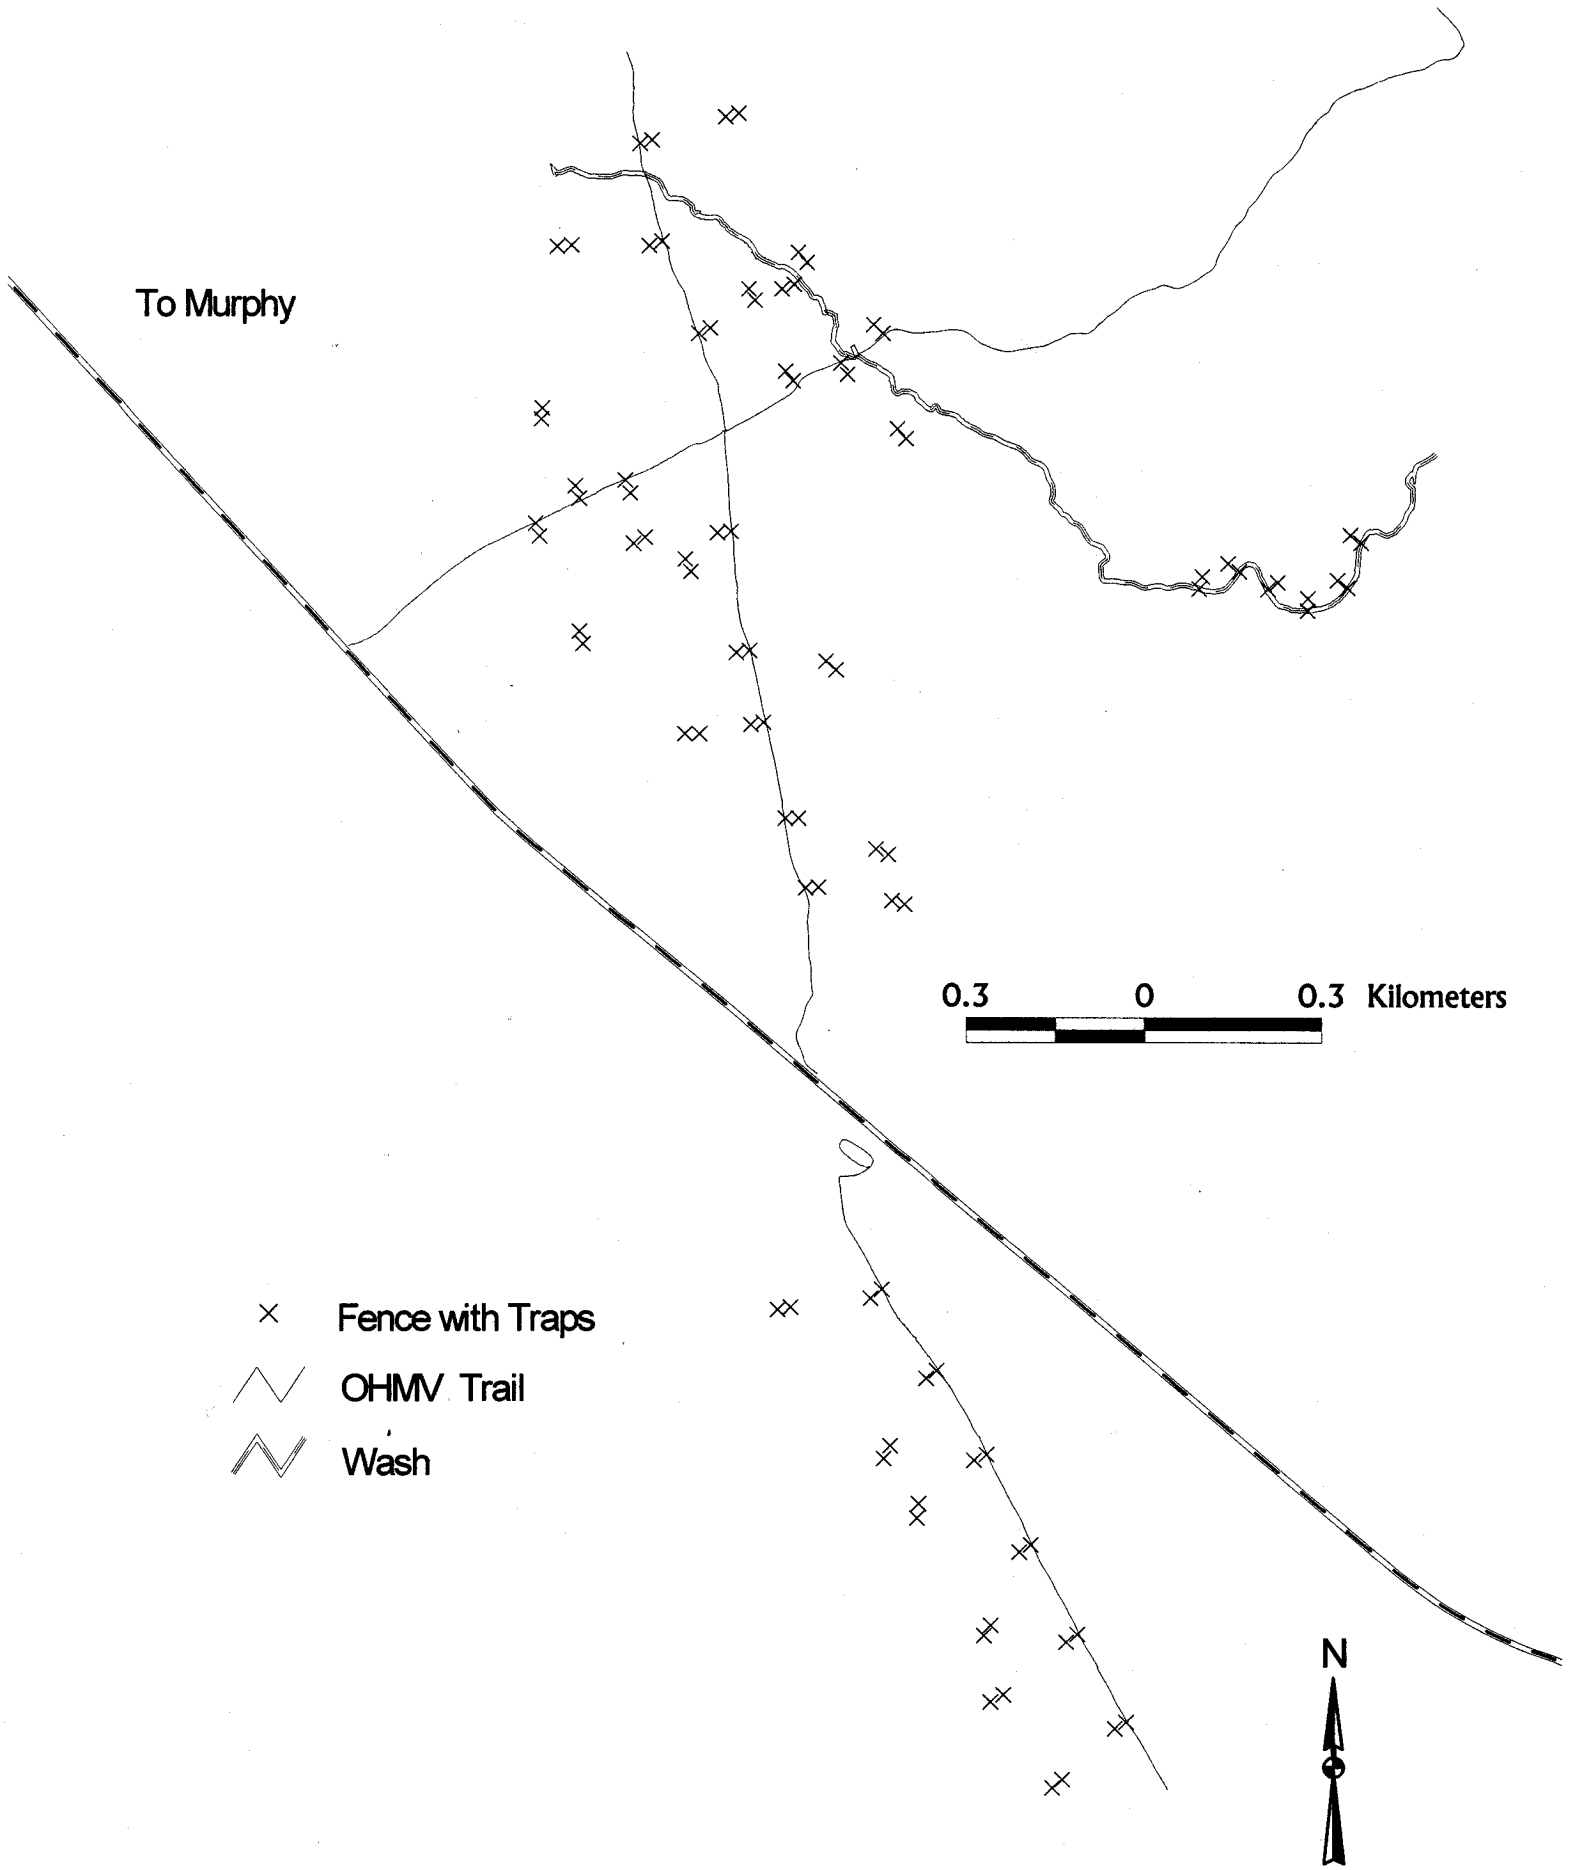 To Murphy
0.3 0 0.3 Kilometers
Fence with Traps
OHMV Trail
Wash
N